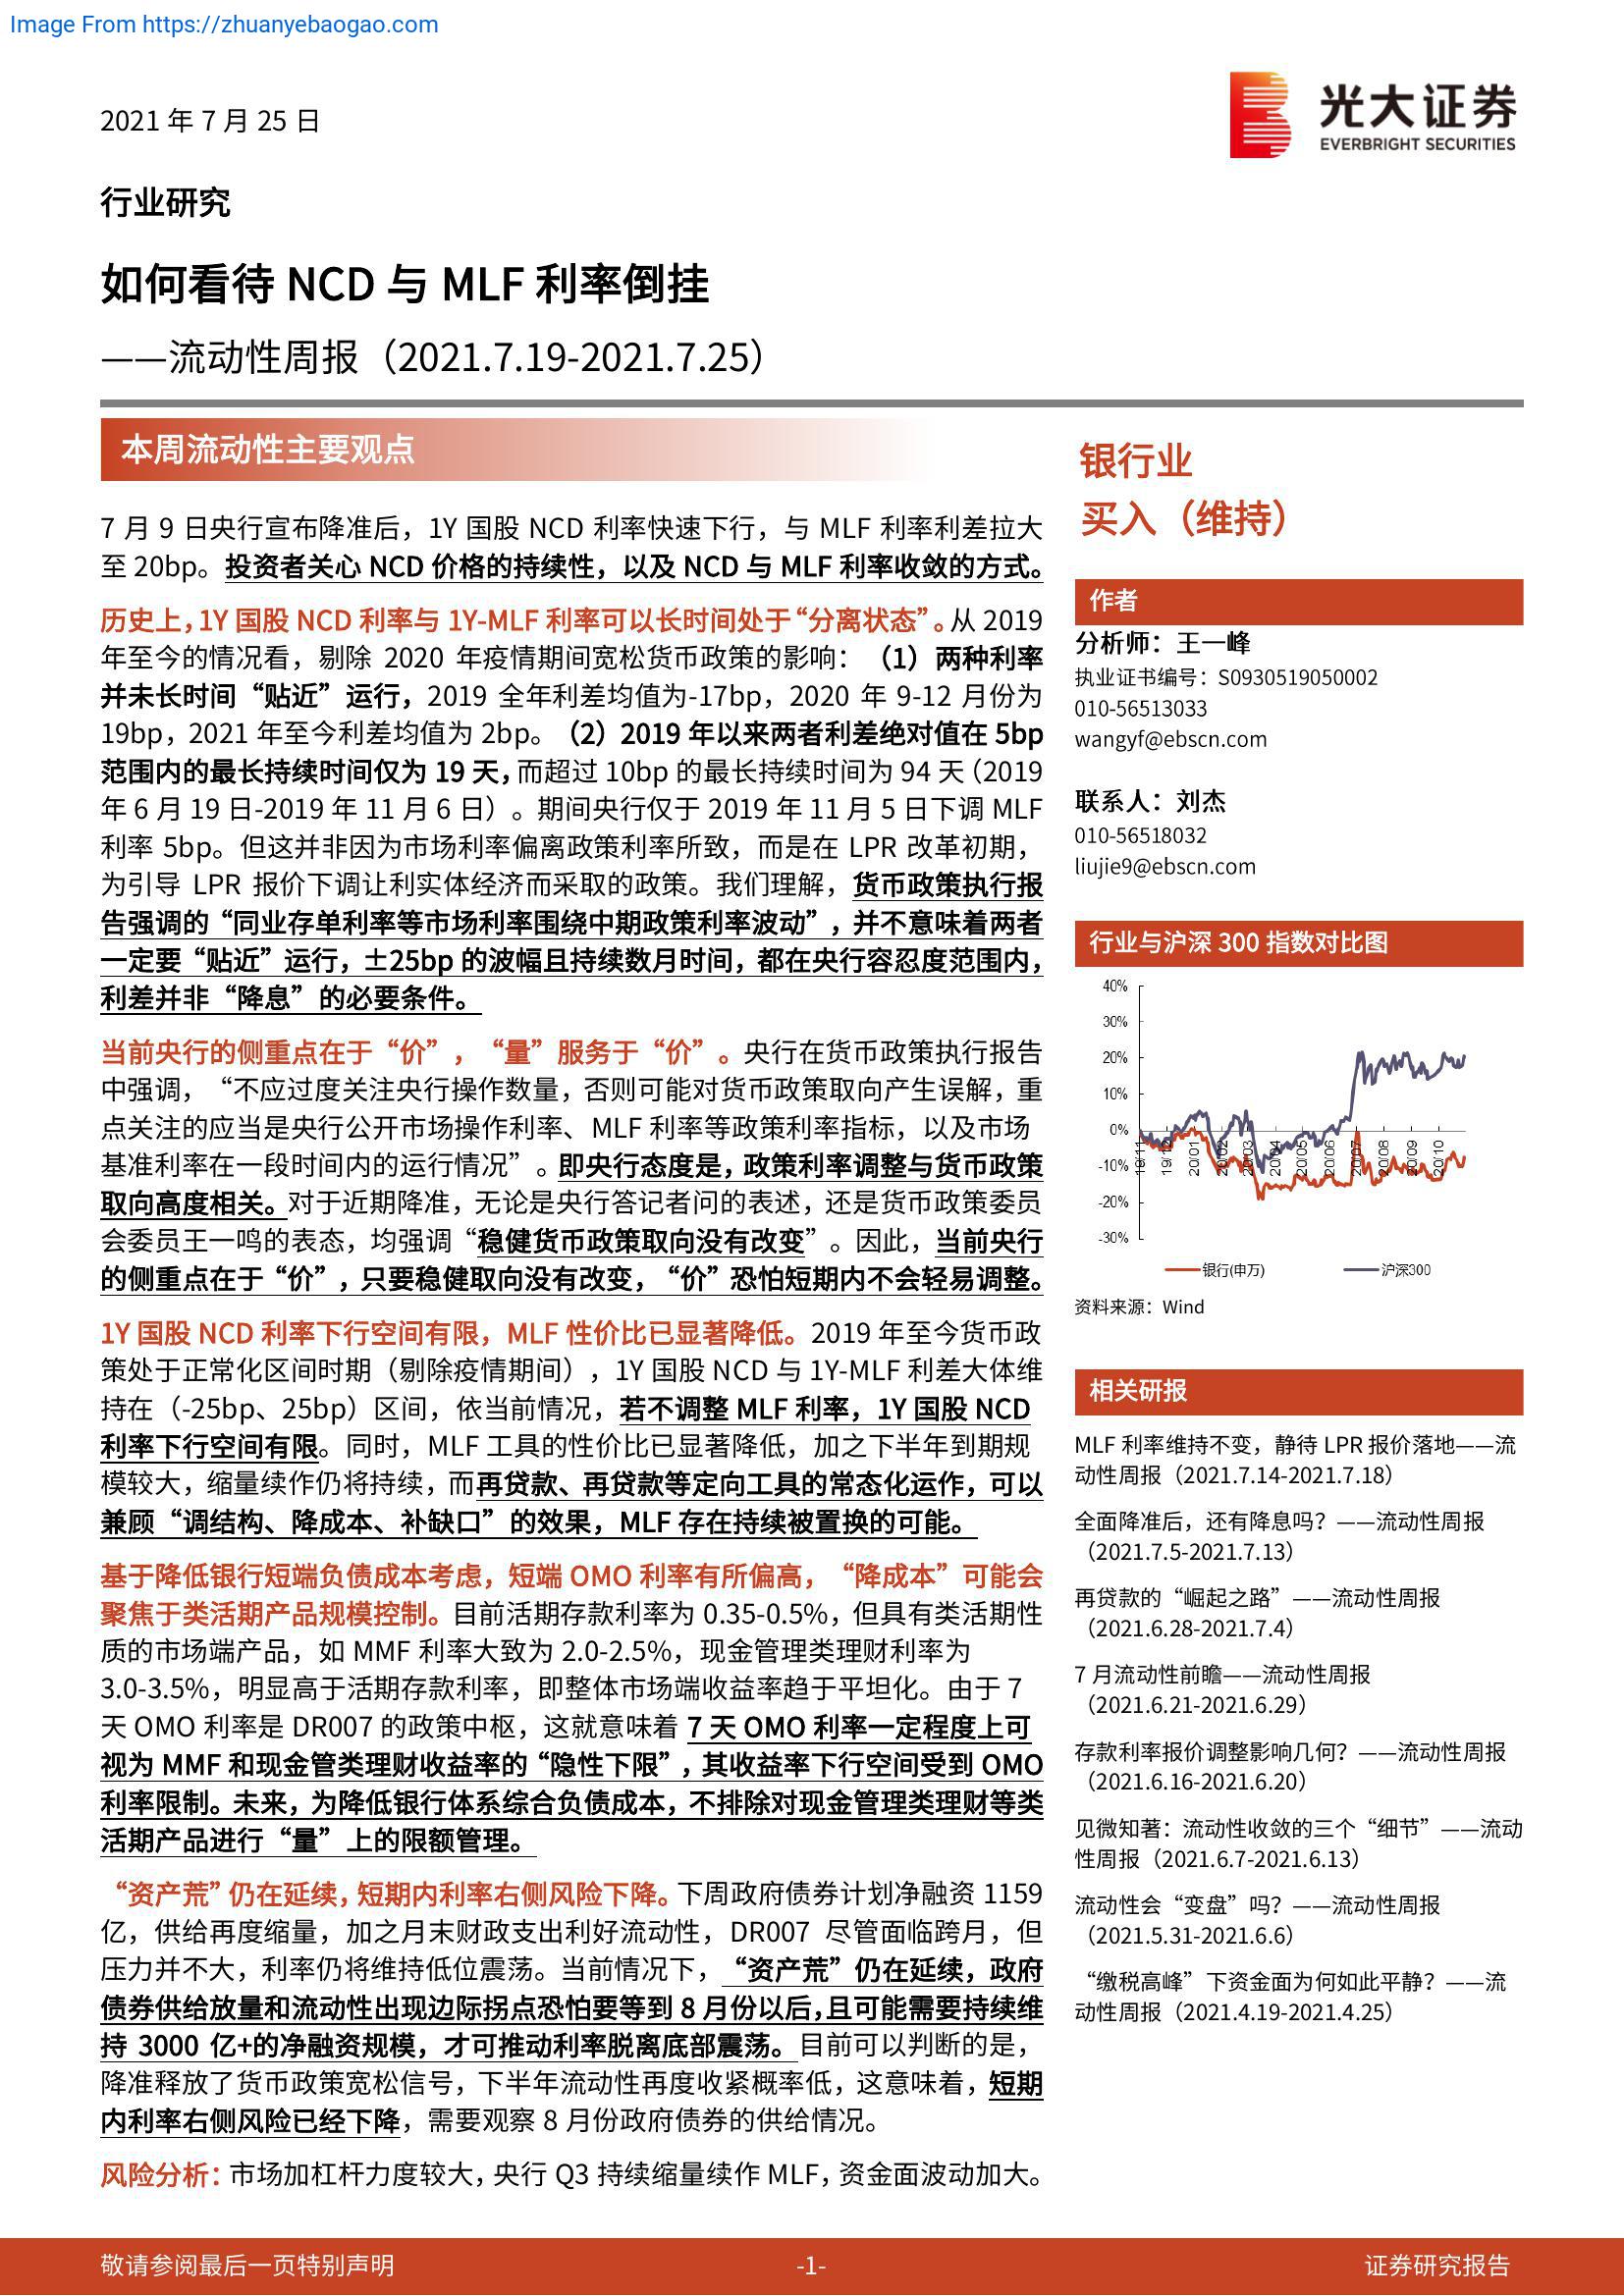 Image From https://zhuanyebaogao.com
2021 年 7 月 25 日
光大证券
EVERBRIGHT SECURITIES
行业研究
如何看待 NCD 与 MLF 利率倒挂
——流动性周报（2021.7.19-2021.7.25）
本周流动性主要观点
7 月 9 日央行宣布降准后，1Y 国股 NCD 利率快速下行，与 MLF 利率利差拉大
至 20bp。投资者关心 NCD 价格的持续性，以及 NCD 与 MLF 利率收敛的方式。
历史上，1Y 国股 NCD 利率与 1Y-MLF 利率可以长时间处于“分离状态”。从 2019
年至今的情况看，剔除 2020 年疫情期间宽松货币政策的影响：（1）两种利率
并未长时间“贴近”运行，2019 全年利差均值为-17bp，2020 年 9-12 月份为
19bp，2021 年至今利差均值为 2bp。（2）2019 年以来两者利差绝对值在 5bp
范围内的最长持续时间仅为 19 天，而超过 10bp 的最长持续时间为 94 天（2019
年 6 月 19 日-2019 年 11 月 6 日）。期间央行仅于 2019 年 11 月 5 日下调 MLF
利率 5bp。但这并非因为市场利率偏离政策利率所致，而是在 LPR 改革初期，
为引导 LPR 报价下调让利实体经济而采取的政策。我们理解，货币政策执行报
告强调的“同业存单利率等市场利率围绕中期政策利率波动”，并不意味着两者
一定要“贴近”运行，±25bp 的波幅且持续数月时间，都在央行容忍度范围内，
利差并非“降息”的必要条件。
当前央行的侧重点在于“价”，“量”服务于“价”。央行在货币政策执行报告
中强调，“不应过度关注央行操作数量，否则可能对货币政策取向产生误解，重
点关注的应当是央行公开市场操作利率、MLF 利率等政策利率指标，以及市场
基准利率在一段时间内的运行情况”。即央行态度是，政策利率调整与货币政策
取向高度相关。对于近期降准，无论是央行答记者问的表述，还是货币政策委员
会委员王一鸣的表态，均强调“稳健货币政策取向没有改变”。因此，当前央行
的侧重点在于“价”，只要稳健取向没有改变，“价”恐怕短期内不会轻易调整。
1Y 国股 NCD 利率下行空间有限，MLF 性价比已显著降低。2019 年至今货币政
策处于正常化区间时期（剔除疫情期间），1Y 国股 NCD 与 1Y-MLF 利差大体维
持在（-25bp、25bp）区间，依当前情况，若不调整 MLF 利率，1Y 国股 NCD
利率下行空间有限。同时，MLF 工具的性价比已显著降低，加之下半年到期规
模较大，缩量续作仍将持续，而再贷款、再贷款等定向工具的常态化运作，可以
兼顾“调结构、降成本、补缺口”的效果，MLF 存在持续被置换的可能。
基于降低银行短端负债成本考虑，短端 OMO 利率有所偏高，“降成本”可能会
聚焦于类活期产品规模控制。目前活期存款利率为 0.35-0.5%，但具有类活期性
质的市场端产品，如 MMF 利率大致为 2.0-2.5%，现金管理类理财利率为
3.0-3.5%，明显高于活期存款利率，即整体市场端收益率趋于平坦化。由于 7
天 OMO 利率是 DR007 的政策中枢，这就意味着 7 天 OMO 利率一定程度上可
视为 MMF 和现金管类理财收益率的“隐性下限”，其收益率下行空间受到 OMO
利率限制。未来，为降低银行体系综合负债成本，不排除对现金管理类理财等类
活期产品进行“量”上的限额管理。
“资产荒”仍在延续，短期内利率右侧风险下降。下周政府债券计划净融资 1159
亿，供给再度缩量，加之月末财政支出利好流动性，DR007 尽管面临跨月，但
压力并不大，利率仍将维持低位震荡。当前情况下，“资产荒”仍在延续，政府
债券供给放量和流动性出现边际拐点恐怕要等到 8 月份以后，且可能需要持续维
持 3000 亿+的净融资规模，才可推动利率脱离底部震荡。目前可以判断的是，
降准释放了货币政策宽松信号，下半年流动性再度收紧概率低，这意味着，短期
内利率右侧风险已经下降，需要观察 8 月份政府债券的供给情况。
风险分析：市场加杠杆力度较大，央行 Q3 持续缩量续作 MLF，资金面波动加大。
银行业
买入（维持）
作者
分析师：王一峰
执业证书编号：S0930519050002
010-56513033
wangyf@ebscn.com
联系人：刘杰
010-56518032
liujie9@ebscn.com
行业与沪深 300 指数对比图
40%
30%
20%
10%
0%
-10%
-20%
-30%
19/11 19/12 20/01 20/02 20/03 20/04 20/05 20/06 20/07 20/08 20/09 20/10
银行(申万) 沪深300
资料来源：Wind
相关研报
MLF 利率维持不变，静待 LPR 报价落地——流
动性周报（2021.7.14-2021.7.18）
全面降准后，还有降息吗？——流动性周报
（2021.7.5-2021.7.13）
再贷款的“崛起之路”——流动性周报
（2021.6.28-2021.7.4）
7 月流动性前瞻——流动性周报
（2021.6.21-2021.6.29）
存款利率报价调整影响几何？——流动性周报
（2021.6.16-2021.6.20）
见微知著：流动性收敛的三个“细节”——流动
性周报（2021.6.7-2021.6.13）
流动性会“变盘”吗？——流动性周报
（2021.5.31-2021.6.6）
“缴税高峰”下资金面为何如此平静？——流
动性周报（2021.4.19-2021.4.25）
敬请参阅最后一页特别声明
-1-
证券研究报告